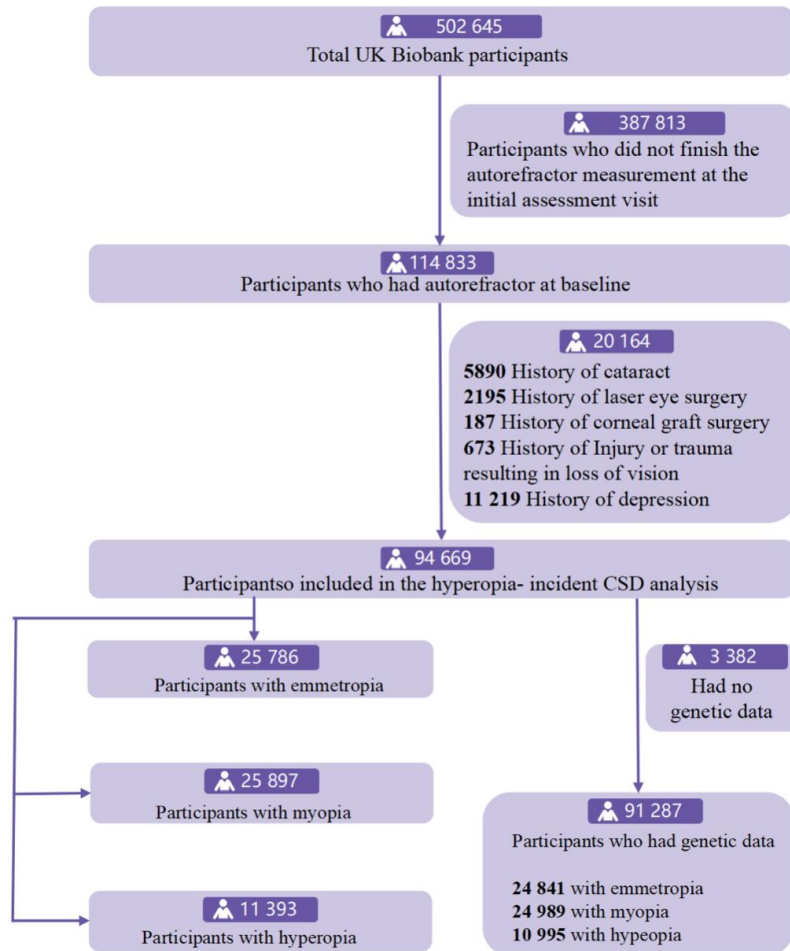 502 645
Total UK Biobank participants
387 813
Participants who did not finish the
autorefractor measurement at the
initial assessment visit
114 833
Participants who had autorefractor at baseline
20 164
5890 History of cataract
2195 History of laser eye surgery
187 History of corneal graft surgery
673 History of Injury or trauma
resulting in loss of vision
11 219 History of depression
94 669
Participantso included in the hyperopia- incident CSD analysis
25 786
Participants with emmetropia
3 382
Had no
genetic data
25 897
Participants with myopia
91 287
Participants who had genetic data
24 841 with emmetropia
24 989 with myopia
10 995 with hypeopia
11 393
Participants with hyperopia